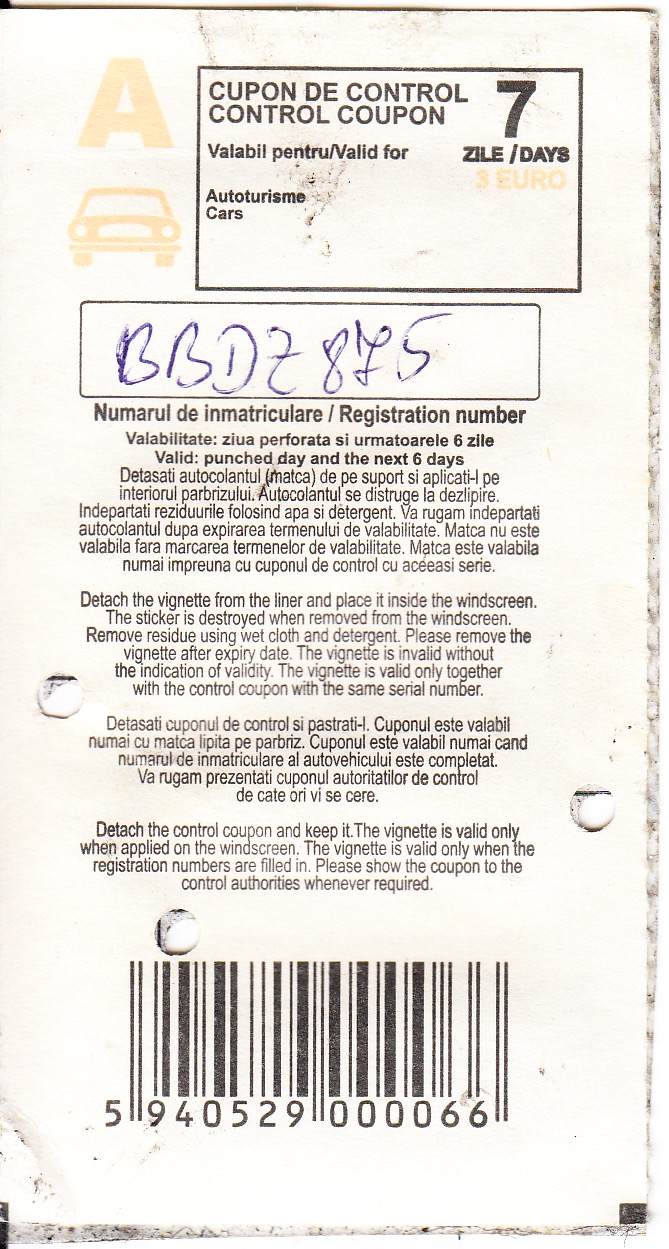 A
CUPON DE CONTROL
CONTROL COUPON
7
Valabil pentru/Valid for
ZILE / DAYS
3 EURO
Autoturisme
Cars
BBDZ 875
Numarul de inmatriculare / Registration number
Valabilitate: ziua perforata si urmatoarele 6 zile
Valid: punched day and the next 6 days
Detasati autocolantul (matca) de pe suport si aplicati-l pe
interiorul parbrizului. Autocolantul se distruge la dezlipire.
Indepartati reziduurile folosind apa si detergent. Va rugam indepartati
autocolantul dupa expirarea termenului de valabilitate. Matca nu este
valabila fara marcarea termenelor de valabilitate. Matca este valabila
numai impreuna cu cuponul de control cu aceeasi serie.
Detach the vignette from the liner and place it inside the windscreen.
The sticker is destroyed when removed from the windscreen.
Remove residue using wet cloth and detergent. Please remove the
vignette after expiry date. The vignette is invalid without
the indication of validity. The vignette is valid only together
with the control coupon with the same serial number.
Detasati cuponul de control si pastrati-l. Cuponul este valabil
numai cu matca lipita pe parbriz. Cuponul este valabil numai cand
numarul de inmatriculare al autovehicului este completat.
Va rugam prezentati cuponul autoritatilor de control
de cate ori vi se cere.
Detach the control coupon and keep it.The vignette is valid only
when applied on the windscreen. The vignette is valid only when the
registration numbers are filled in. Please show the coupon to the
control authorities whenever required.
5 940529 000066